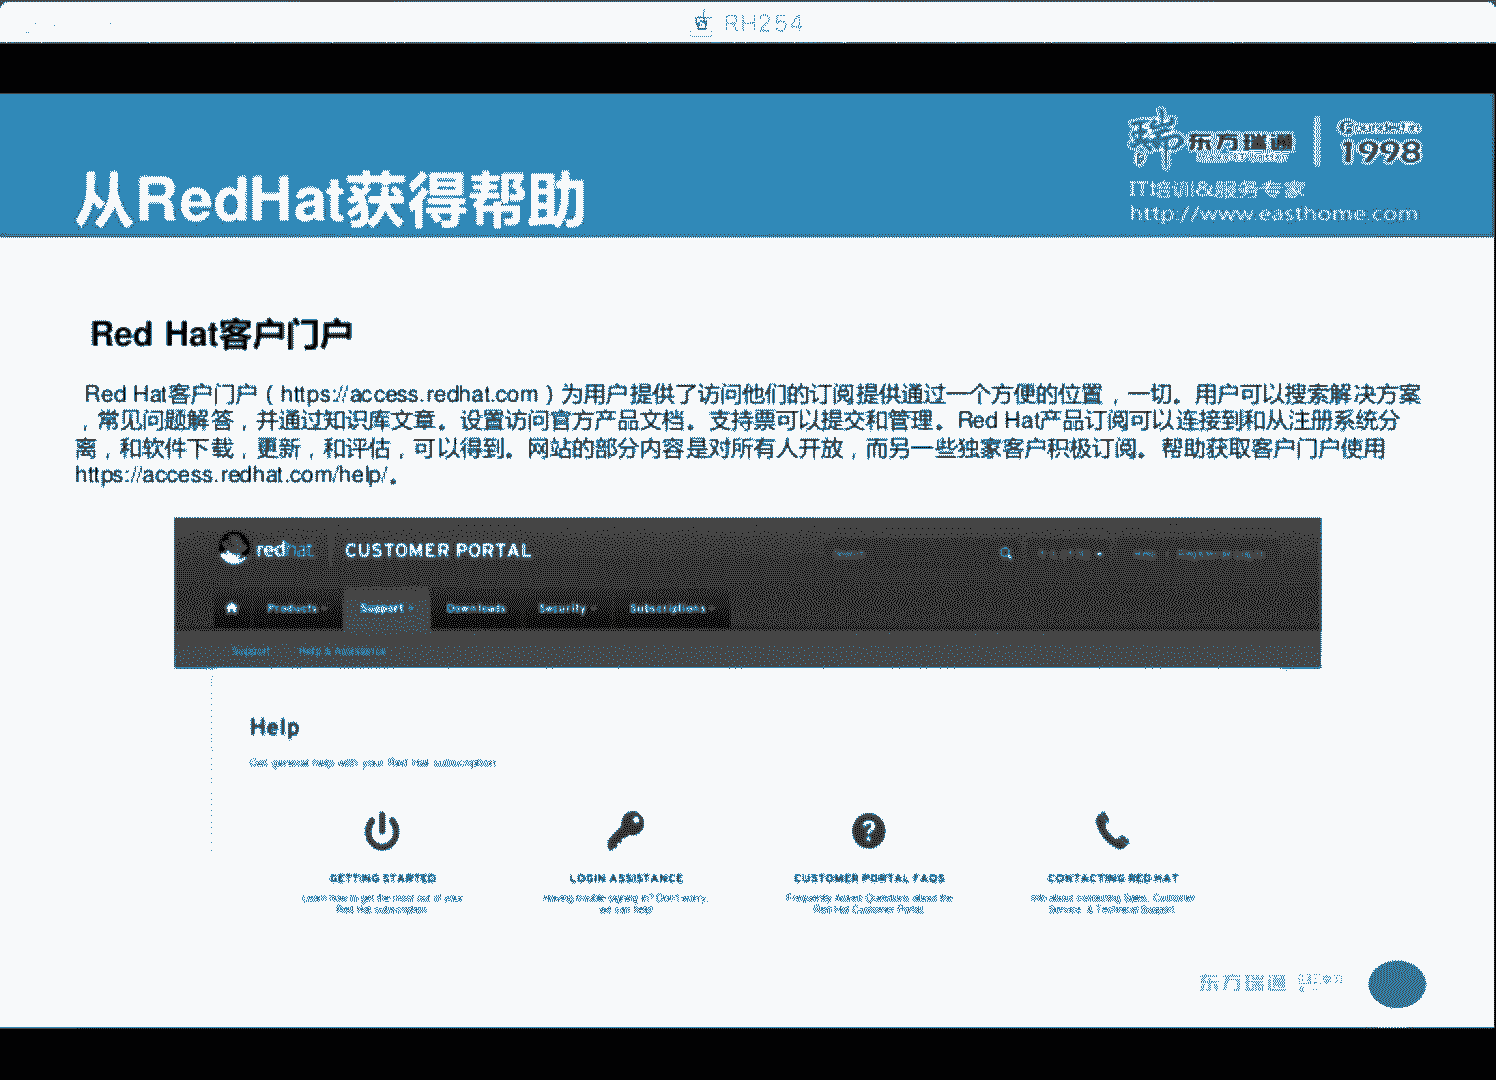 RH254
东方瑞通
1998
IT培训&服务专家
http://www.easthome.com
从RedHat获得帮助
Red Hat客户门户
Red Hat客户门户（https://access.redhat.com）为用户提供了访问他们的订阅提供通过一个方便的位置，一切。用户可以搜索解决方案
，常见问题解答，并通过知识库文章。设置访问官方产品文档。支持票可以提交和管理。Red Hat产品订阅可以连接到和从注册系统分
离，和软件下载，更新，和评估，可以得到。网站的部分内容是对所有人开放，而另一些独家客户积极订阅。帮助获取客户门户使用
https://access.redhat.com/help/。
redhat CUSTOMER PORTAL
Search
Products Support Downloads Security Subscriptions
Support Help & Assistance
Help
Get general help with your Red Hat subscription
GETTING STARTED
Learn how to get the most out of your
Red Hat subscription
LOGIN ASSISTANCE
Having trouble signing in? Don't worry,
we can help!
CUSTOMER PORTAL FAQS
Frequently Asked Questions about the
Red Hat Customer Portal
CONTACTING RED HAT
Info about contacting Sales, Customer
Service, & Technical Support
东方瑞通